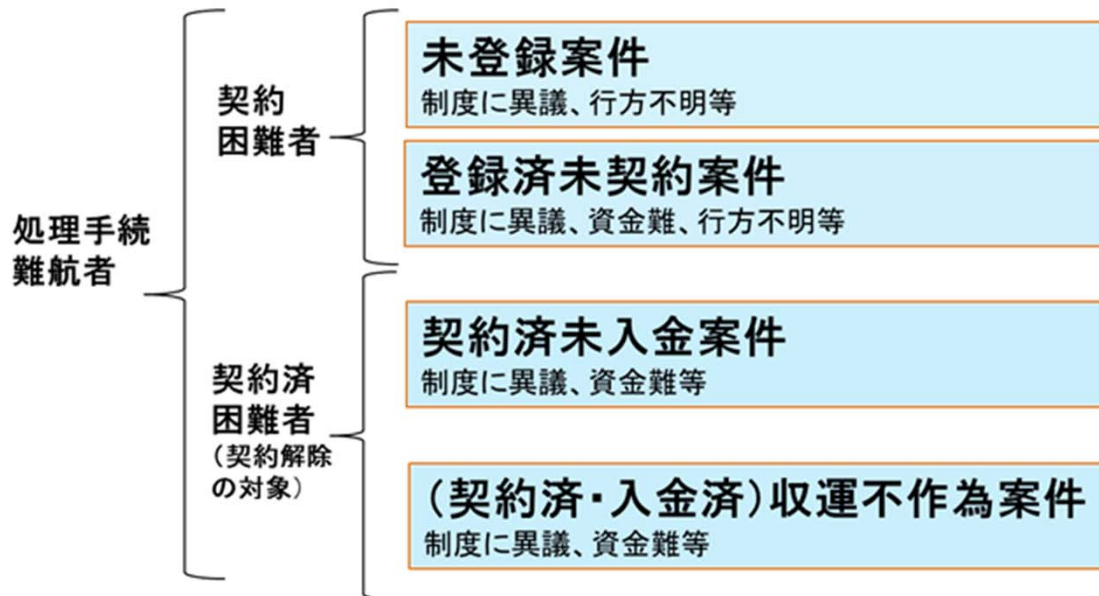 処理手続
難航者
契約
困難者
未登録案件
制度に異議、行方不明等
登録済未契約案件
制度に異議、資金難、行方不明等
契約済
困難者
（契約解除
の対象）
契約済未入金案件
制度に異議、資金難等
（契約済・入金済）収運不作為案件
制度に異議、資金難等